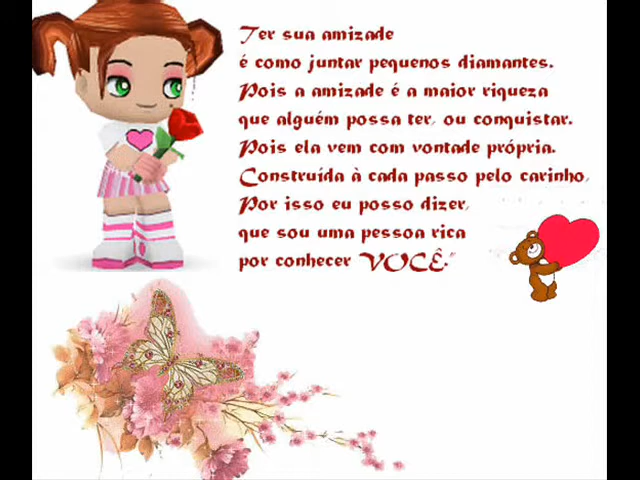 Ter sua amizade
é como juntar pequenos diamantes.
Pois a amizade é a maior riqueza
que alguém possa ter, ou conquistar.
Pois ela vem com vontade própria.
Construída à cada passo pelo carinho,
Por isso eu posso dizer,
que sou uma pessoa rica
por conhecer VOCÊ."